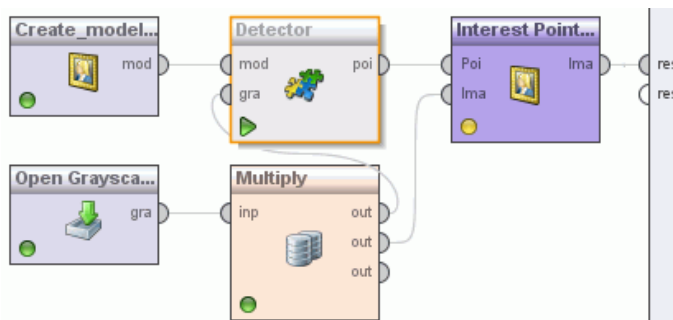 Create_model...
mod
Detector
mod
poi
gra
Interest Point...
Poi
Ima
Ima
res
res
Open Graysca...
gra
Multiply
inp
out
out
out